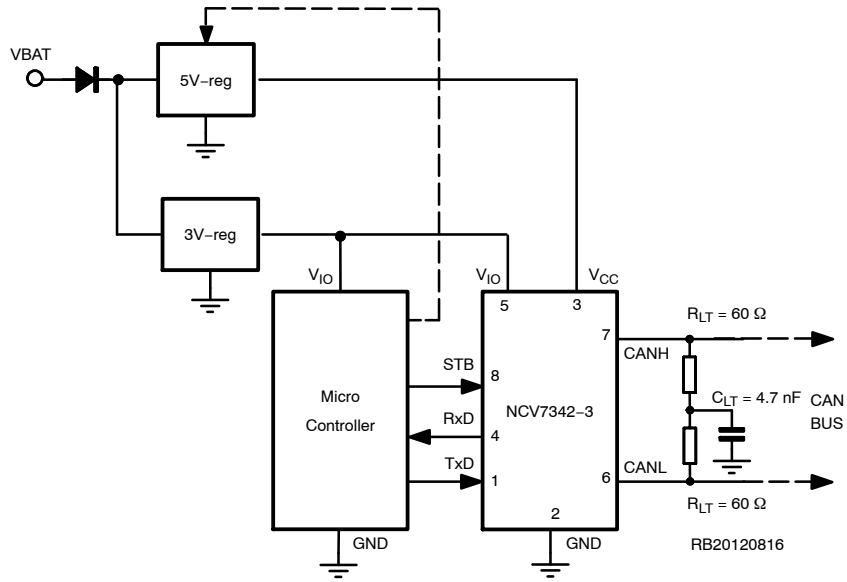 VBAT
5V−reg
3V−reg
VIO
VIO
VCC
5
3
7
RLT = 60 Ω
CANH
STB
8
Micro
Controller
NCV7342−3
CLT = 4.7 nF
CAN
BUS
RxD
4
TxD
1
CANL
6
2
RLT = 60 Ω
GND
GND
RB20120816